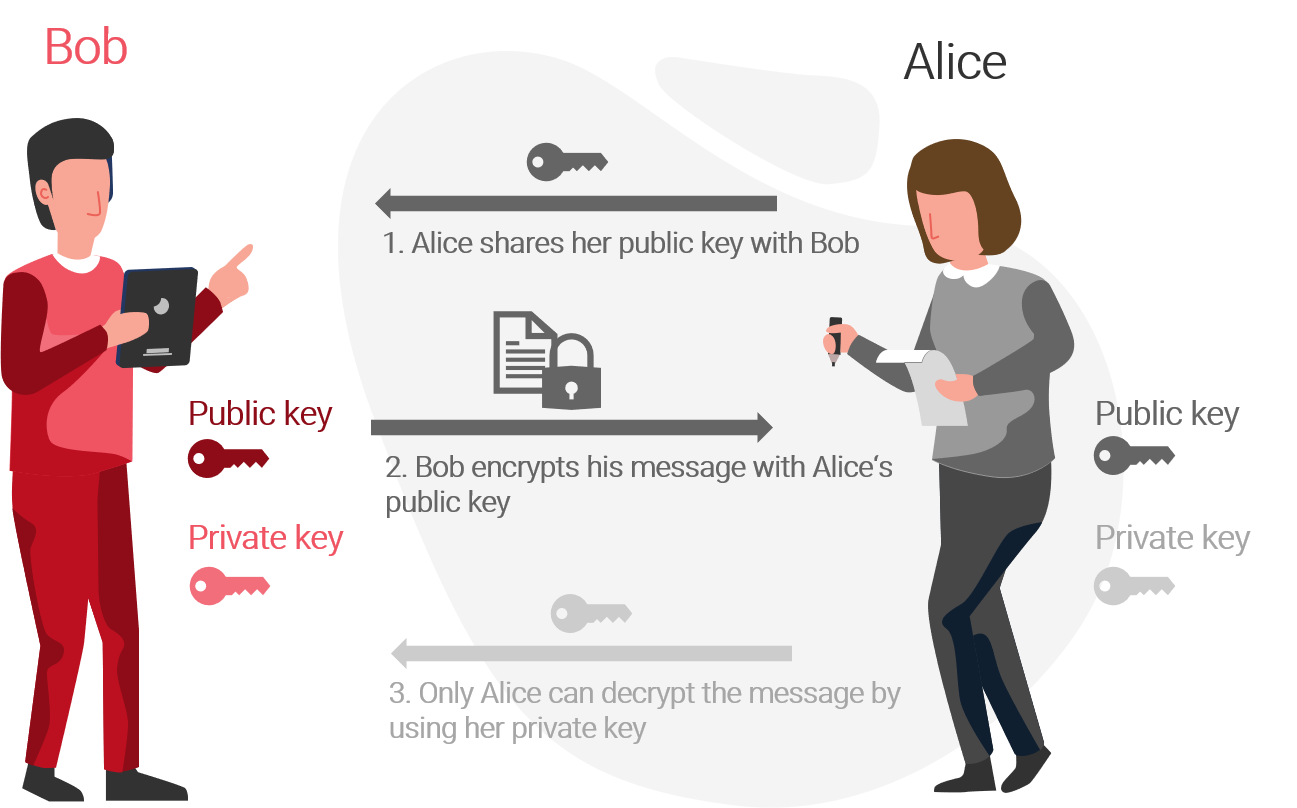 Bob
Alice
1. Alice shares her public key with Bob
2. Bob encrypts his message with Alice‘s
public key
3. Only Alice can decrypt the message by
using her private key
Public key
Private key
Public key
Private key